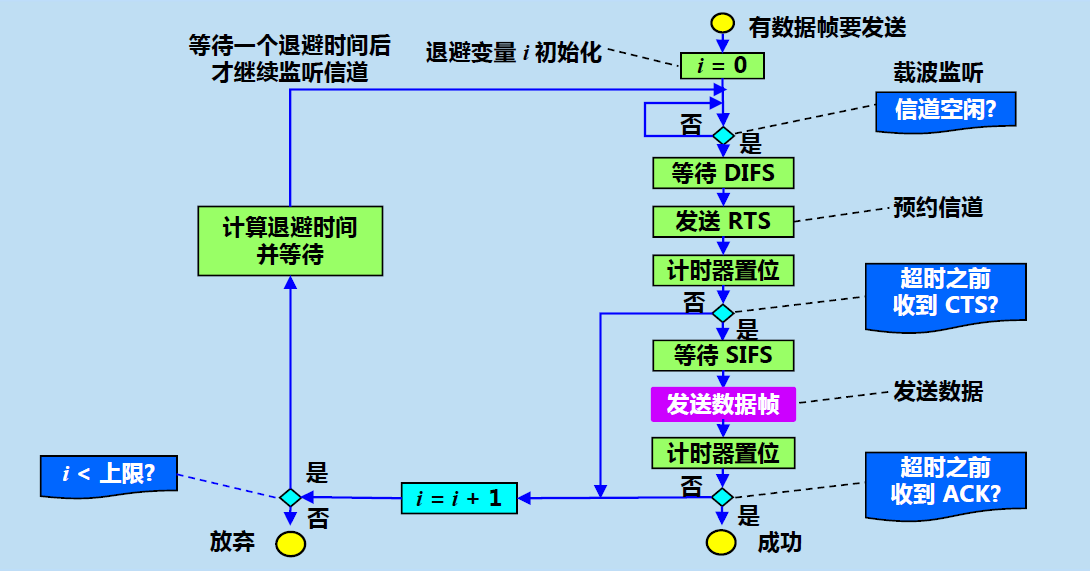 有数据帧要发送
等待一个退避时间后
才继续监听信道
退避变量 i 初始化
i = 0
载波监听
信道空闲?
否
是
等待 DIFS
发送 RTS
预约信道
计算退避时间
并等待
计时器置位
超时之前
收到 CTS?
否
是
等待 SIFS
发送数据帧
发送数据
计时器置位
超时之前
收到 ACK?
i < 上限?
是
否
i = i + 1
否
是
放弃
成功